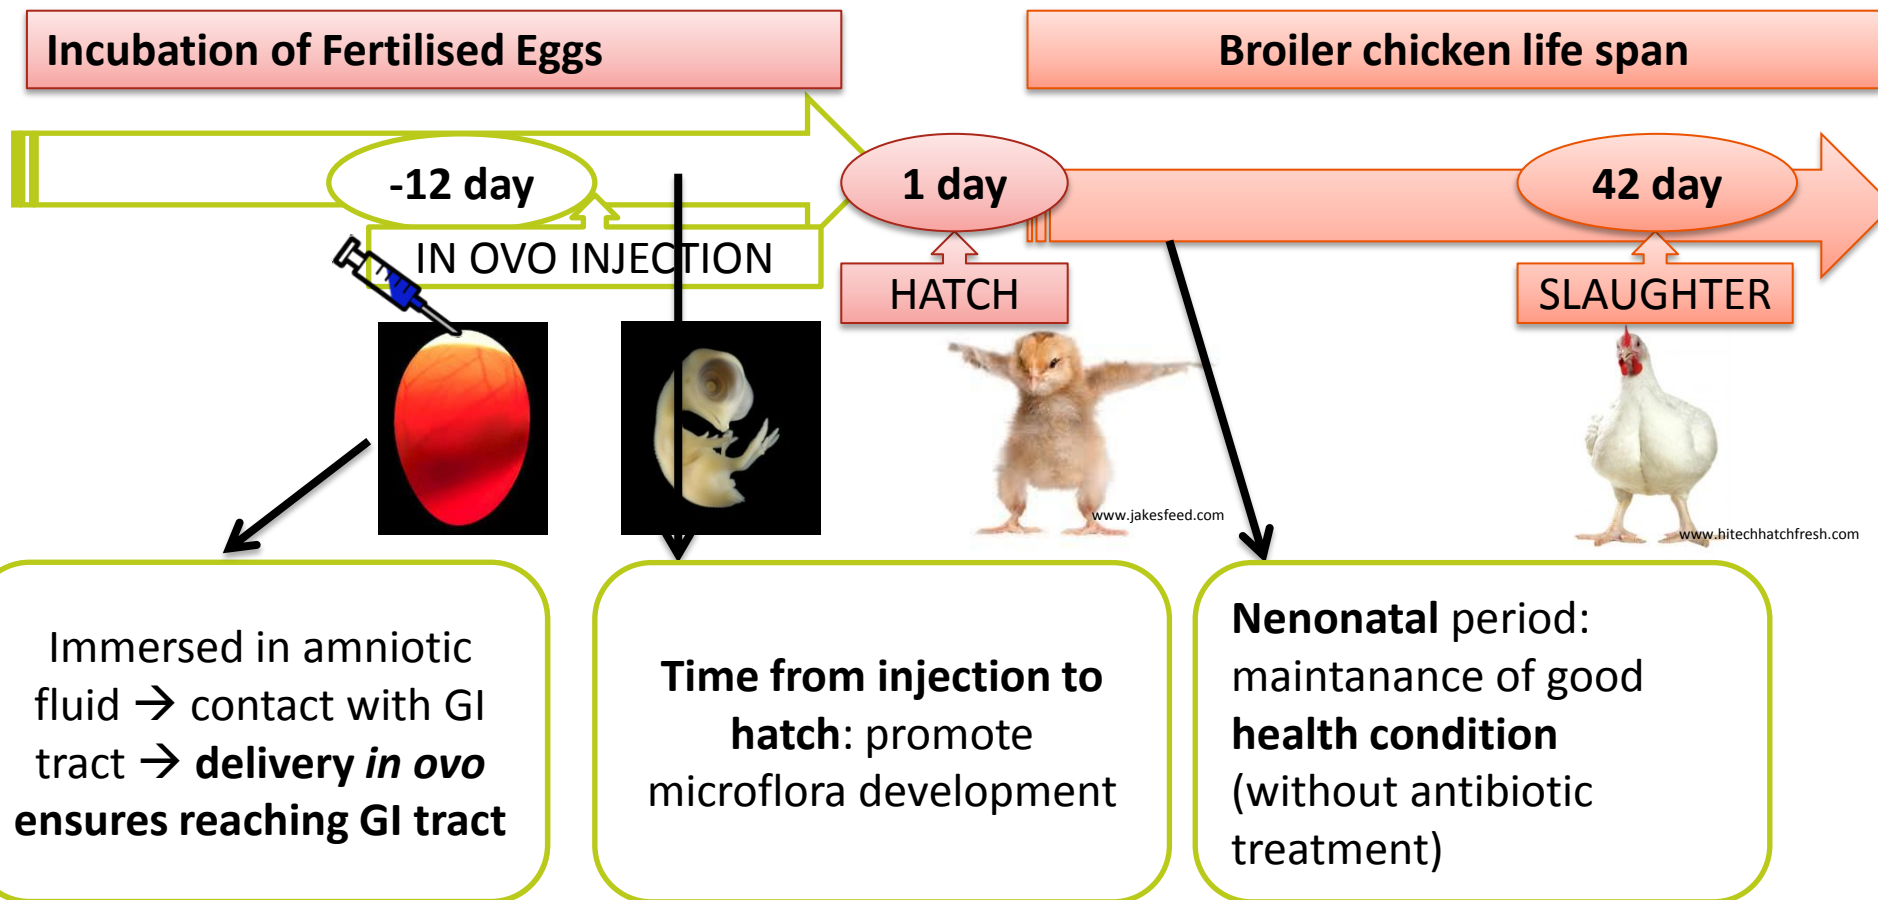 Incubation of Fertilised Eggs
Broiler chicken life span
-12 day
1 day
42 day
IN OVO INJECTION
HATCH
SLAUGHTER
www.jakesfeed.com
www.hitechhatchfresh.com
Immersed in amniotic
fluid → contact with GI
tract → delivery in ovo
ensures reaching GI tract
Time from injection to
hatch: promote
microflora development
Nenonatal period:
maintanance of good
health condition
(without antibiotic
treatment)